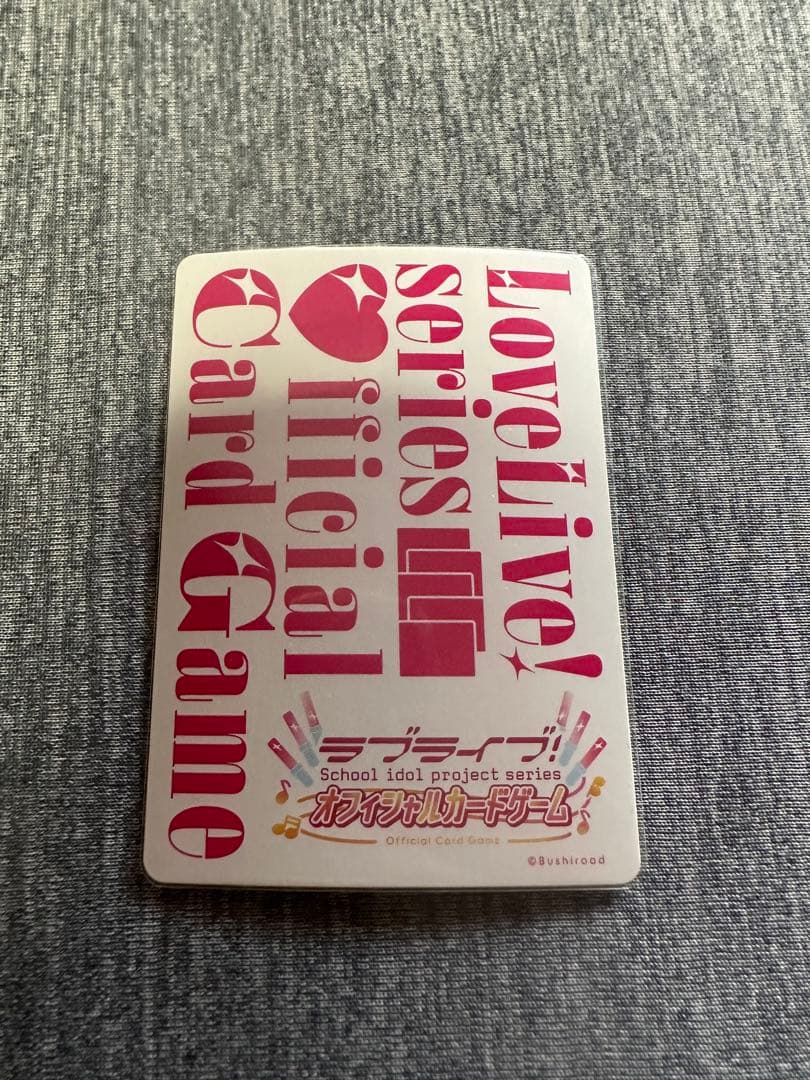 LoveLive!
series
♥fficial
Card Game
ラブライブ!
School idol project series
オフィシャルカードゲーム
Official Card Game
©Bushiroad